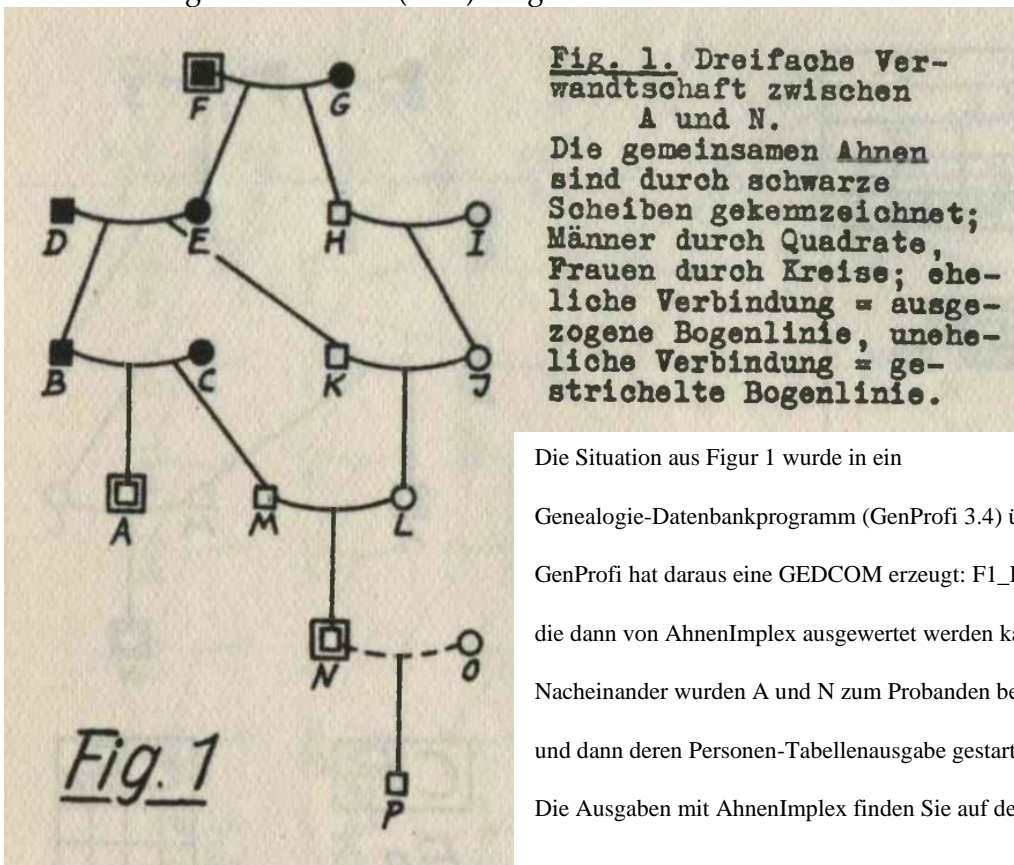 F G
D E H I
B C K J
A M L
N O
P
Fig. 1
Fig. 1. Dreifache Ver-
wandtschaft zwischen
A und N.
Die gemeinsamen Ahnen
sind durch schwarze
Scheiben gekennzeichnet;
Männer durch Quadrate,
Frauen durch Kreise; ehe-
liche Verbindung = ausge-
zogene Bogenlinie, unehe-
liche Verbindung = ge-
strichelte Bogenlinie.
Die Situation aus Figur 1 wurde in ein
Genealogie-Datenbankprogramm (GenProfi 3.4) ü
GenProfi hat daraus eine GEDCOM erzeugt: F1_
die dann von AhnenImplex ausgewertet werden ka
Nacheinander wurden A und N zum Probanden be
und dann deren Personen-Tabellenausgabe gestart
Die Ausgaben mit AhnenImplex finden Sie auf de